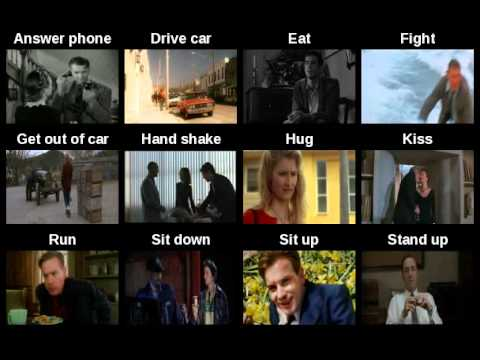 Answer phone
Drive car
Eat
Fight
Get out of car
Hand shake
Hug
Kiss
Run
Sit down
Sit up
Stand up